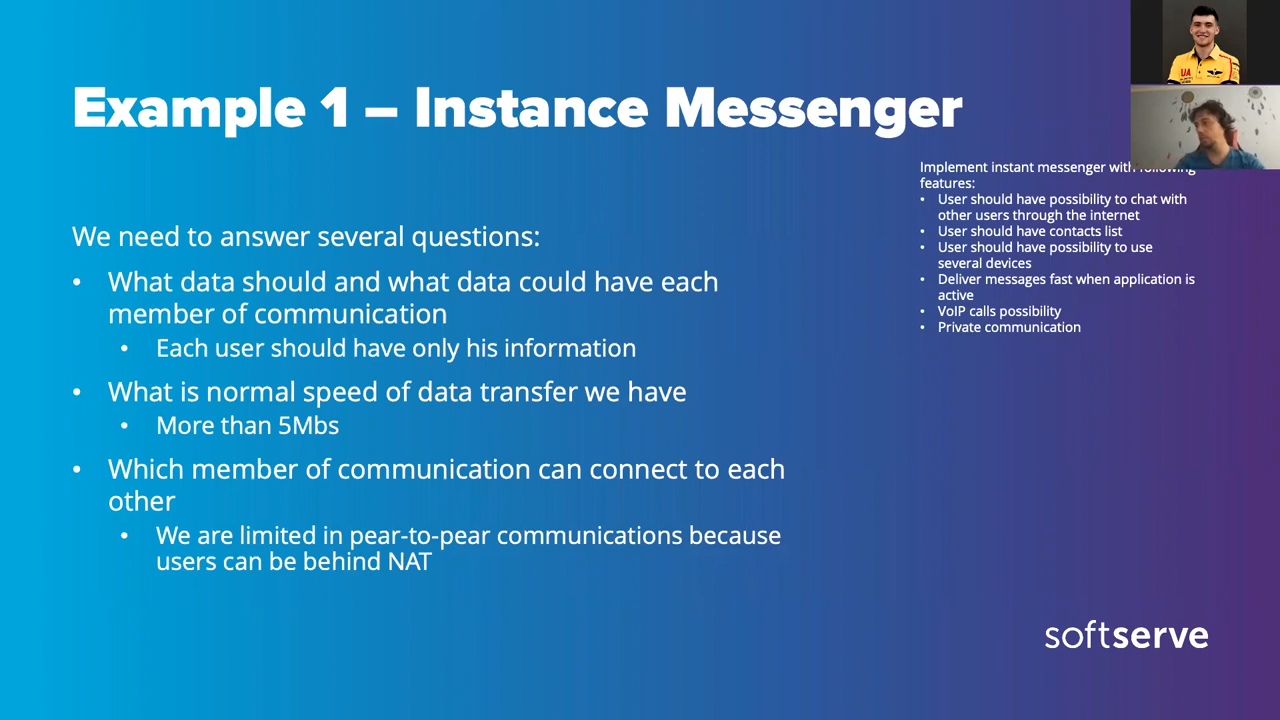 Example 1 – Instance Messenger
We need to answer several questions:
• What data should and what data could have each
member of communication
• Each user should have only his information
• What is normal speed of data transfer we have
• More than 5Mbs
• Which member of communication can connect to each
other
• We are limited in pear-to-pear communications because
users can be behind NAT
UA
Implement instant messenger with following
features:
• User should have possibility to chat with
other users through the internet
• User should have contacts list
• User should have possibility to use
several devices
• Deliver messages fast when application is
active
• VoIP calls possibility
• Private communication
softserve